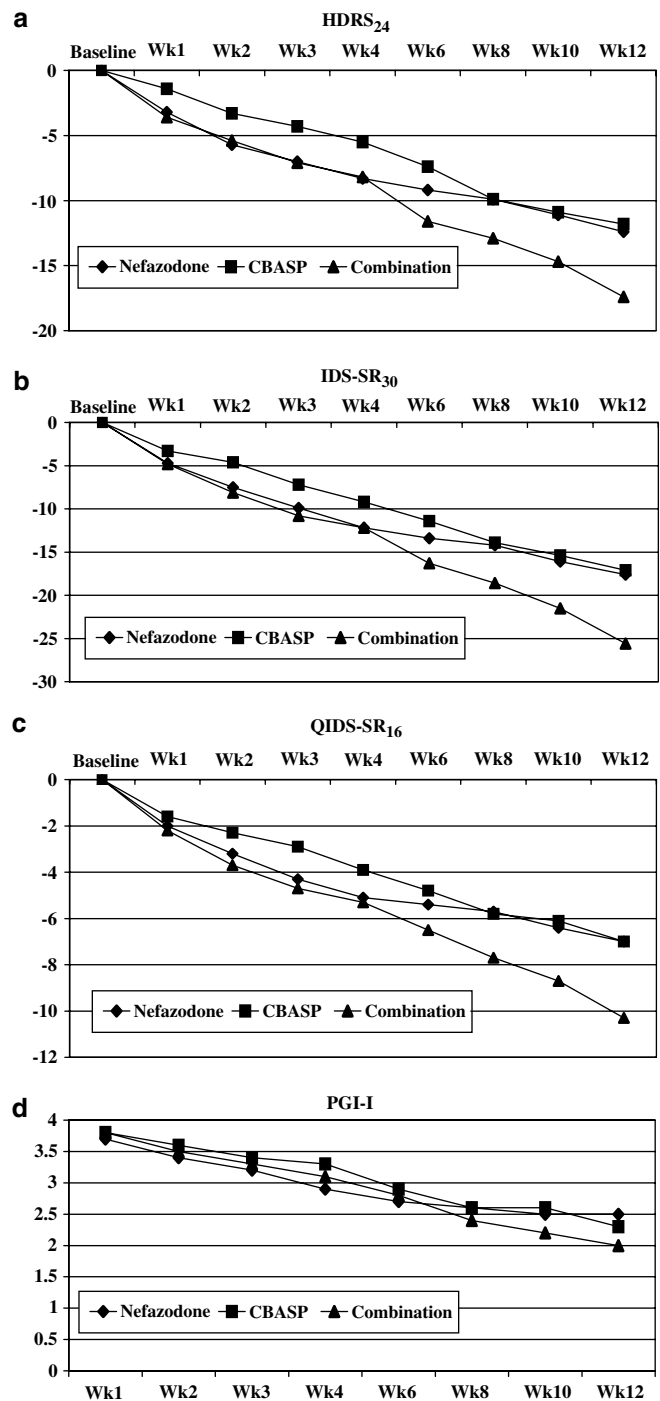 a
HDRS24
Baseline Wk1 Wk2 Wk3 Wk4 Wk6 Wk8 Wk10 Wk12
0
-5
-10
-15
-20
Nefazodone CBASP Combination
b
IDS-SR30
Baseline Wk1 Wk2 Wk3 Wk4 Wk6 Wk8 Wk10 Wk12
0
-5
-10
-15
-20
-25
-30
Nefazodone CBASP Combination
c
QIDS-SR16
Baseline Wk1 Wk2 Wk3 Wk4 Wk6 Wk8 Wk10 Wk12
0
-2
-4
-6
-8
-10
-12
Nefazodone CBASP Combination
d
PGI-I
4
3.5
3
2.5
2
1.5
1
0.5
0
Nefazodone CBASP Combination
Wk1 Wk2 Wk3 Wk4 Wk6 Wk8 Wk10 Wk12